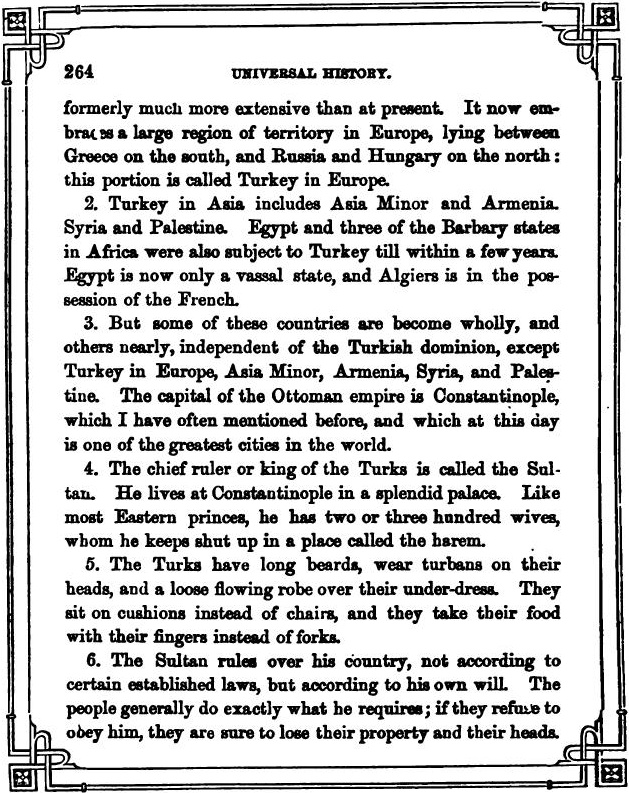 264 UNIVERSAL HISTORY.
formerly much more extensive than at present. It now em-
braces a large region of territory in Europe, lying between
Greece on the south, and Russia and Hungary on the north:
this portion is called Turkey in Europe.
2. Turkey in Asia includes Asia Minor and Armenia.
Syria and Palestine. Egypt and three of the Barbary states
in Africa were also subject to Turkey till within a few years.
Egypt is now only a vassal state, and Algiers is in the pos-
session of the French.
3. But some of these countries are become wholly, and
others nearly, independent of the Turkish dominion, except
Turkey in Europe, Asia Minor, Armenia, Syria, and Pales-
tine. The capital of the Ottoman empire is Constantinople,
which I have often mentioned before, and which at this day
is one of the greatest cities in the world.
4. The chief ruler or king of the Turks is called the Sul-
tan. He lives at Constantinople in a splendid palace. Like
most Eastern princes, he has two or three hundred wives,
whom he keeps shut up in a place called the harem.
5. The Turks have long beards, wear turbans on their
heads, and a loose flowing robe over their under-dress. They
sit on cushions instead of chairs, and they take their food
with their fingers instead of forks.
6. The Sultan rules over his country, not according to
certain established laws, but according to his own will. The
people generally do exactly what he requires; if they refuse to
obey him, they are sure to lose their property and their heads.